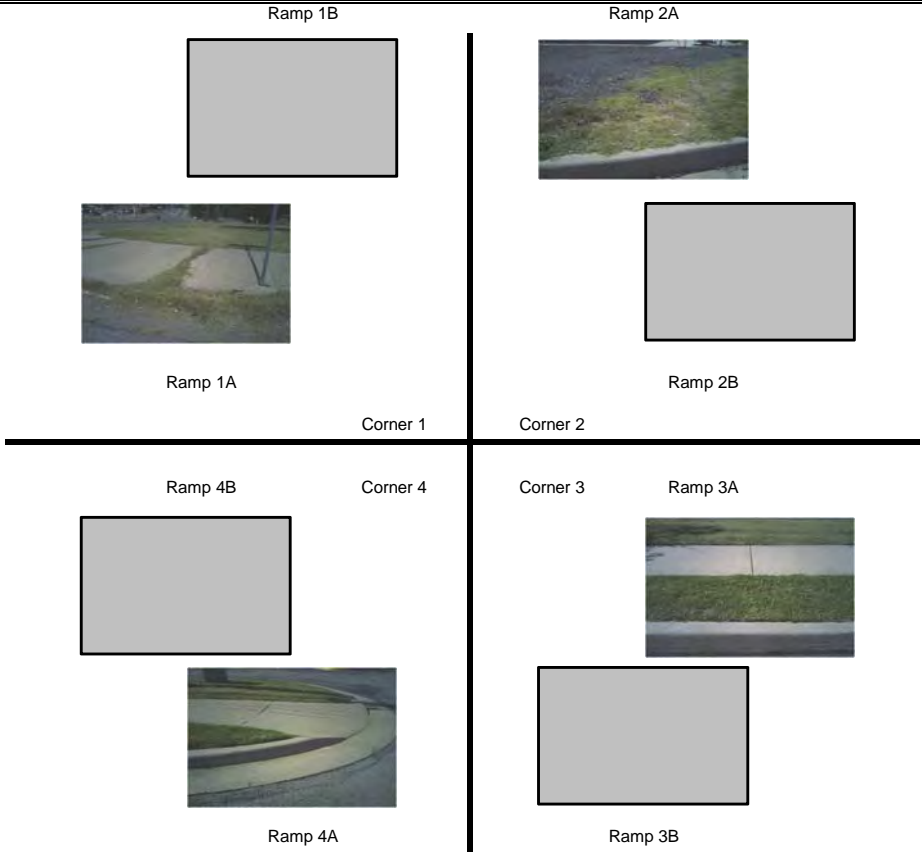 Ramp 1B
Ramp 2A
Ramp 1A
Ramp 2B
Corner 1
Corner 2
Ramp 4B
Corner 4
Corner 3
Ramp 3A
Ramp 4A
Ramp 3B